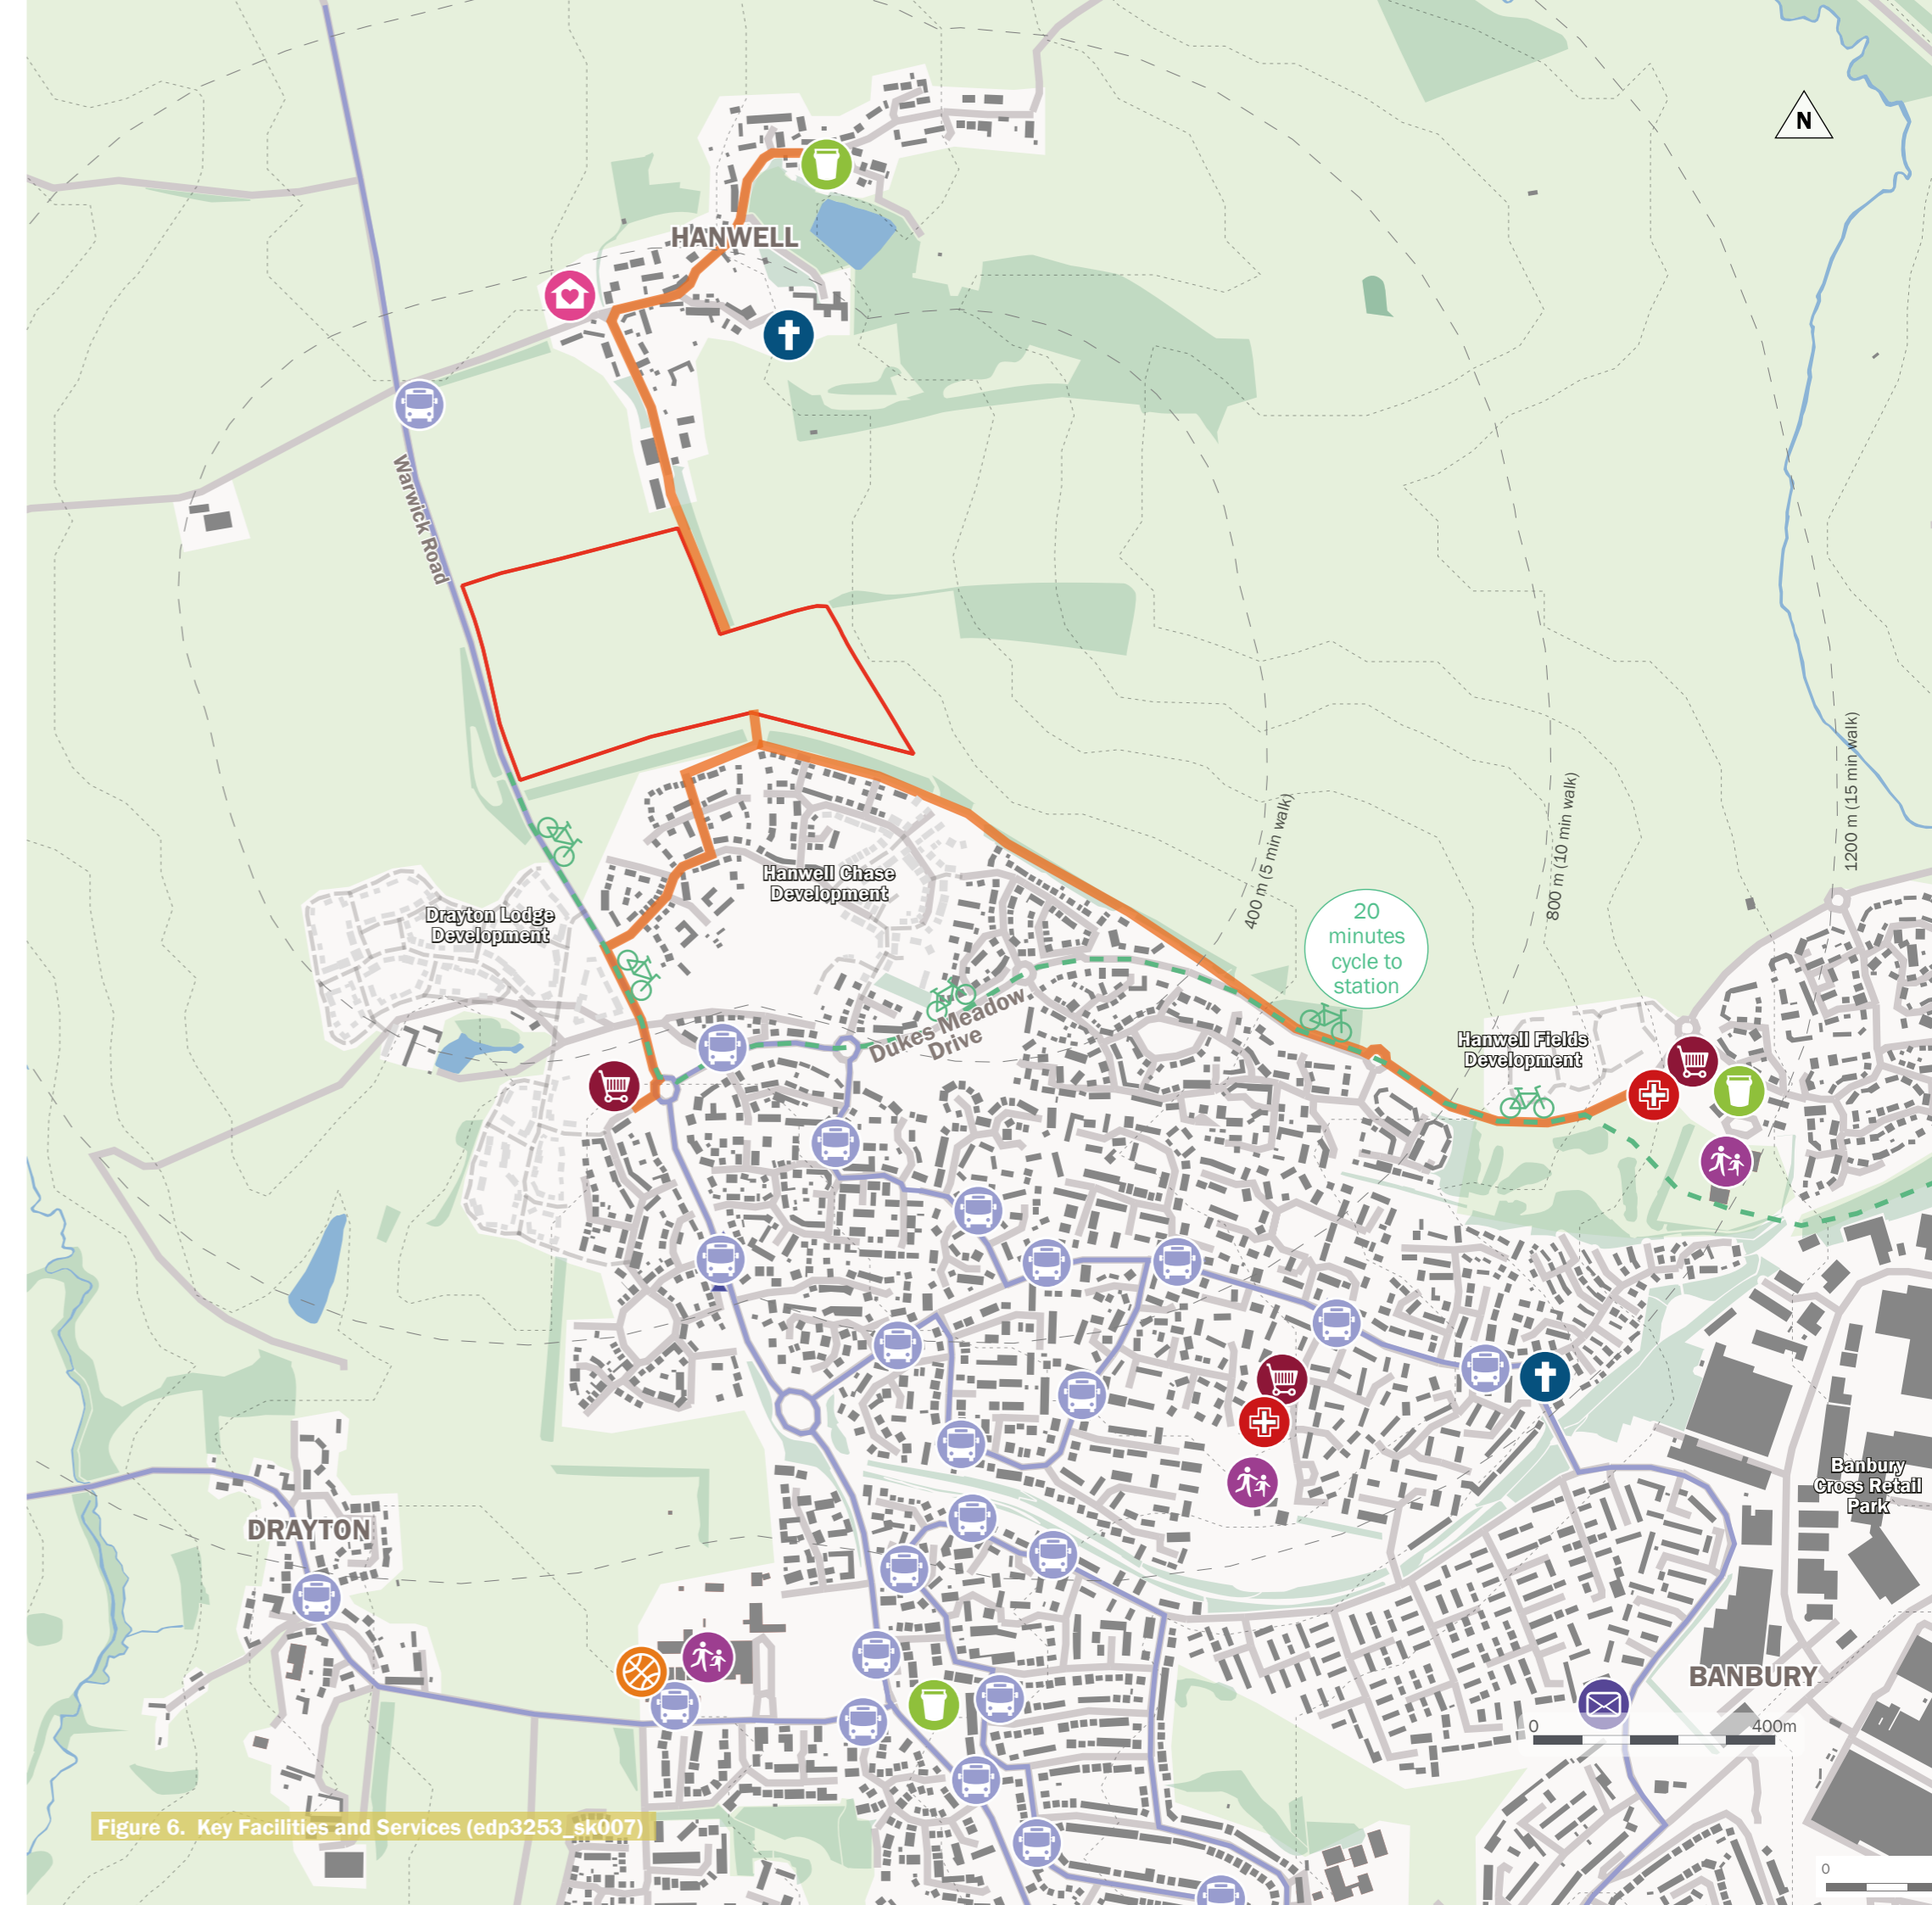 N
HANWELL
Warwick Road
400 m (5 min walk)
800 m (10 min walk)
1200 m (15 min walk)
Hanwell Chase
Development
Drayton Lodge
Development
20
minutes
cycle to
station
Dukes Meadow
Drive
Hanwell Fields
Development
Banbury
Cross Retail
Park
DRAYTON
BANBURY
0 400m
Figure 6. Key Facilities and Services (edp3253_sk007)
0